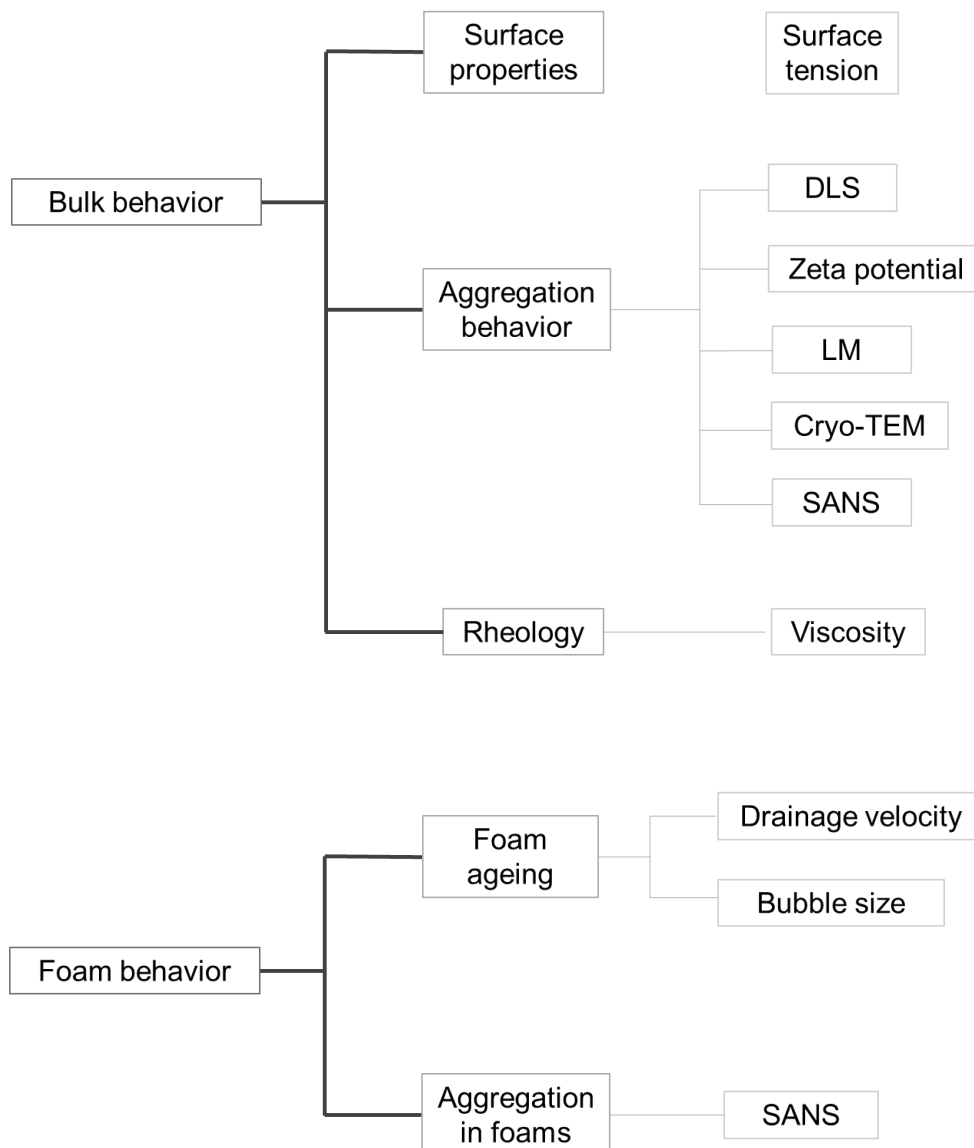 Surface
properties
Surface
tension
Bulk behavior
DLS
Zeta potential
Aggregation
behavior
LM
Cryo-TEM
SANS
Rheology
Viscosity
Foam
ageing
Drainage velocity
Bubble size
Foam behavior
Aggregation
in foams
SANS